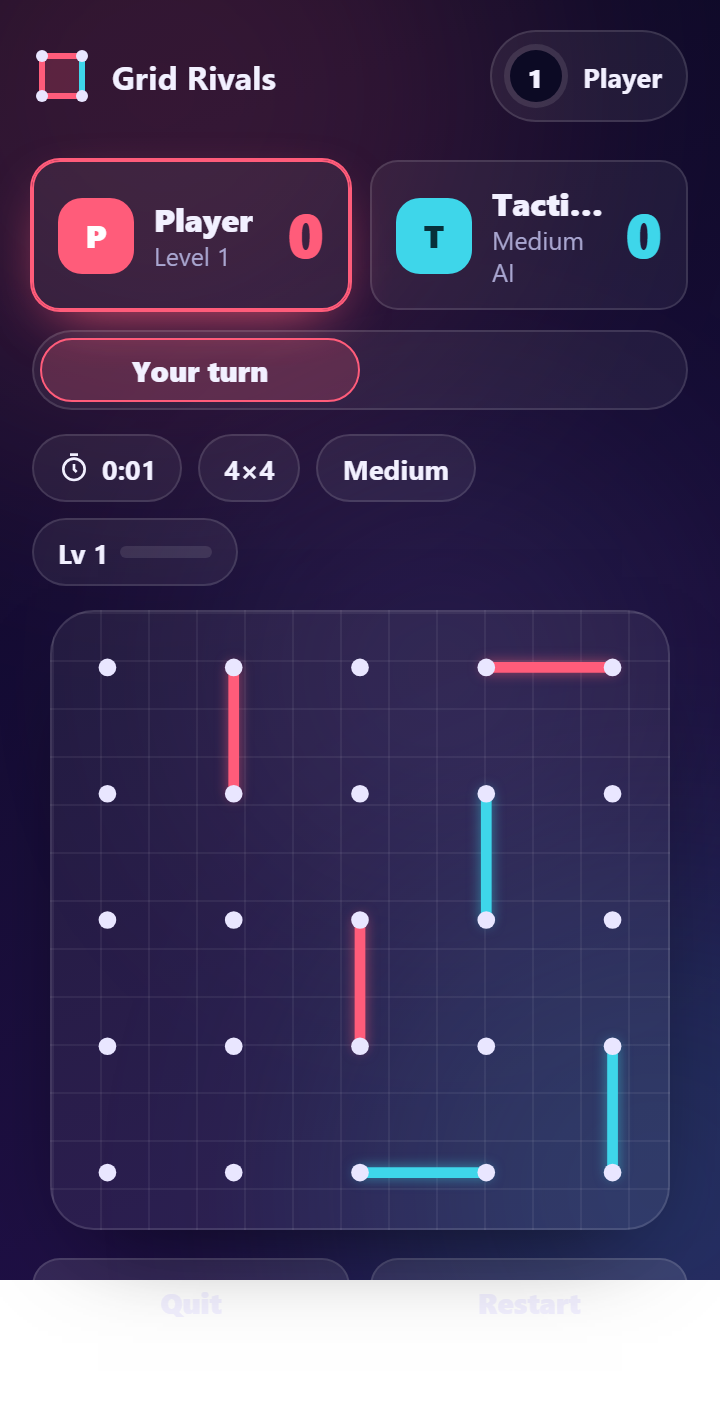 Grid Rivals
1 Player
P Player 0
Level 1
T Tacti... 0
Medium
AI
Your turn
0:01 4×4 Medium
Lv 1
Quit Restart